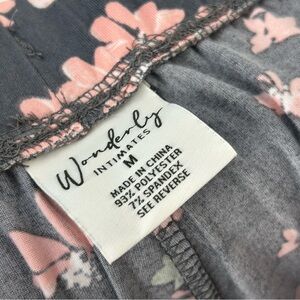 Wonderly
INTIMATES
M
MADE IN CHINA
93% POLYESTER
7% SPANDEX
SEE REVERSE